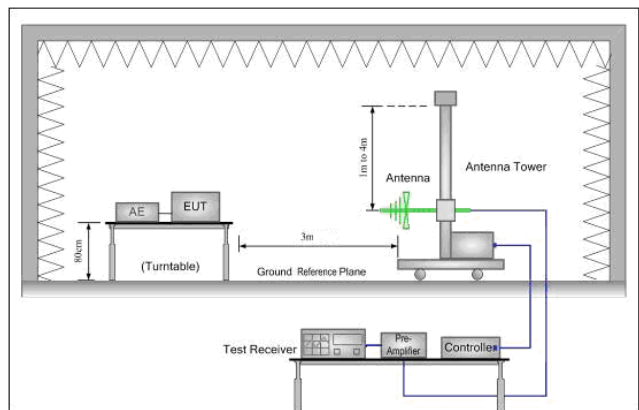 1m to 4m
Antenna
Antenna Tower
AE
EUT
3m
80cm
(Turntable)
Ground Reference Plane
Test Receiver
Pre-
Amplifier
Controller